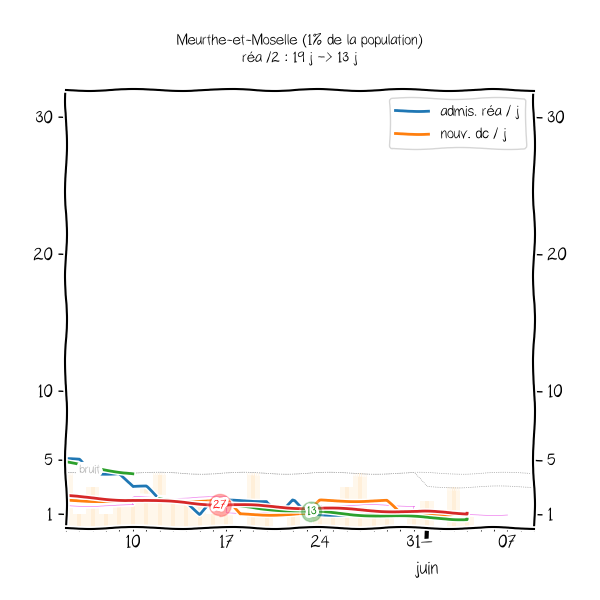 Meurthe-et-Moselle (1% de la population)
réa /2 : 19 j -> 13 j
admis. réa / j
nouv. dc / j
30
30
20
20
10
10
5
5
bruit
27
13
1
1
10
17
24
31
07
juin